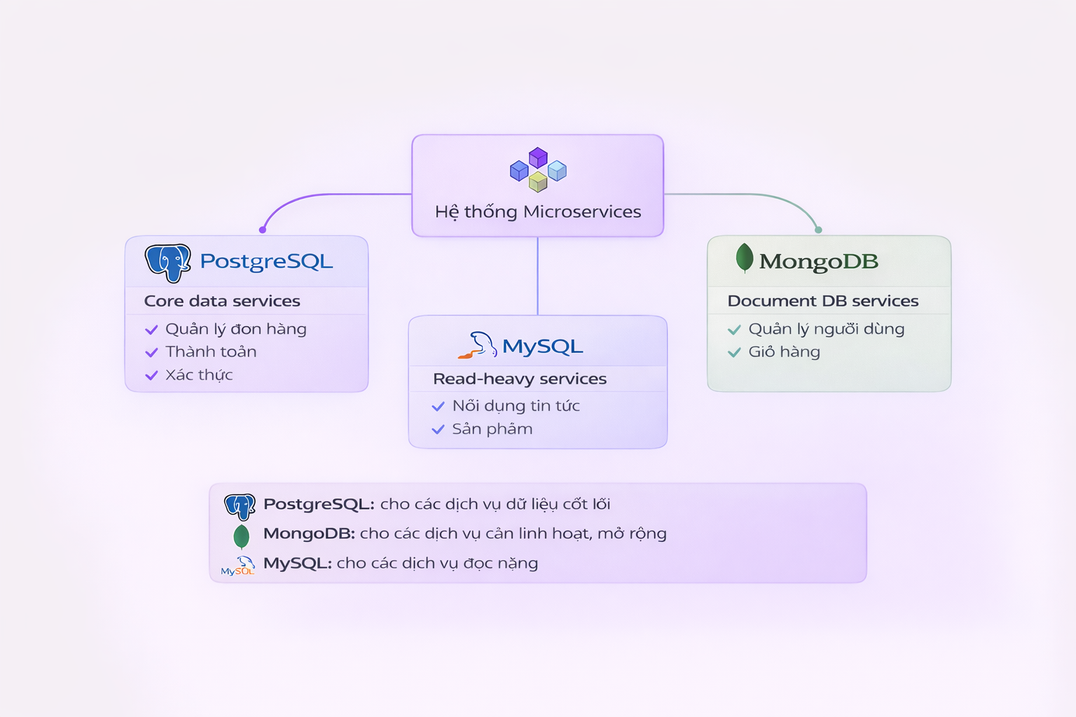 Hệ thống Microservices
PostgreSQL
Core data services
Quản lý đơn hàng
Thành toán
Xác thực
MySQL
Read-heavy services
Nối dụng tin tức
Sản phẩm
MongoDB
Document DB services
Quản lý người dùng
Giỏ hàng
PostgreSQL: cho các dịch vụ dữ liệu cốt lối
MongoDB: cho các dịch vụ cản linh hoạt, mở rộng
MySQL MySQL: cho các dịch vụ đọc nặng